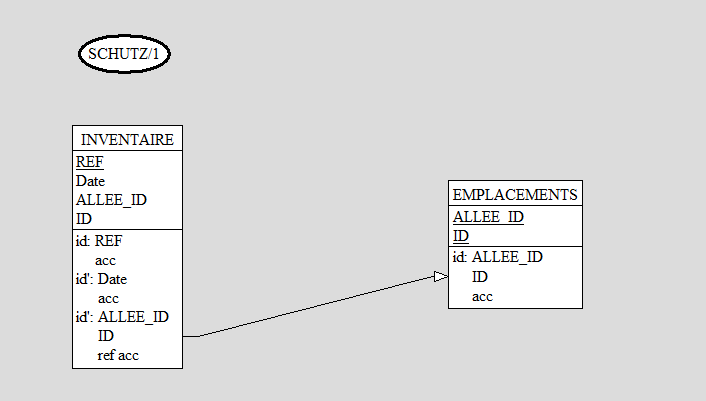 SCHUTZ/1
INVENTAIRE
REF
Date
ALLEE_ID
ID
id: REF
acc
id': Date
acc
id': ALLEE_ID
ID
ref acc
EMPLACEMENTS
ALLEE_ID
ID
id: ALLEE_ID
ID
acc